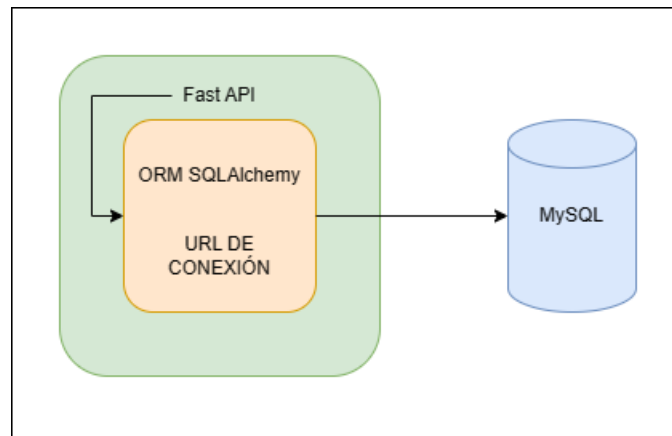 Fast API
ORM SQLAlchemy
URL DE
CONEXIÓN
MySQL